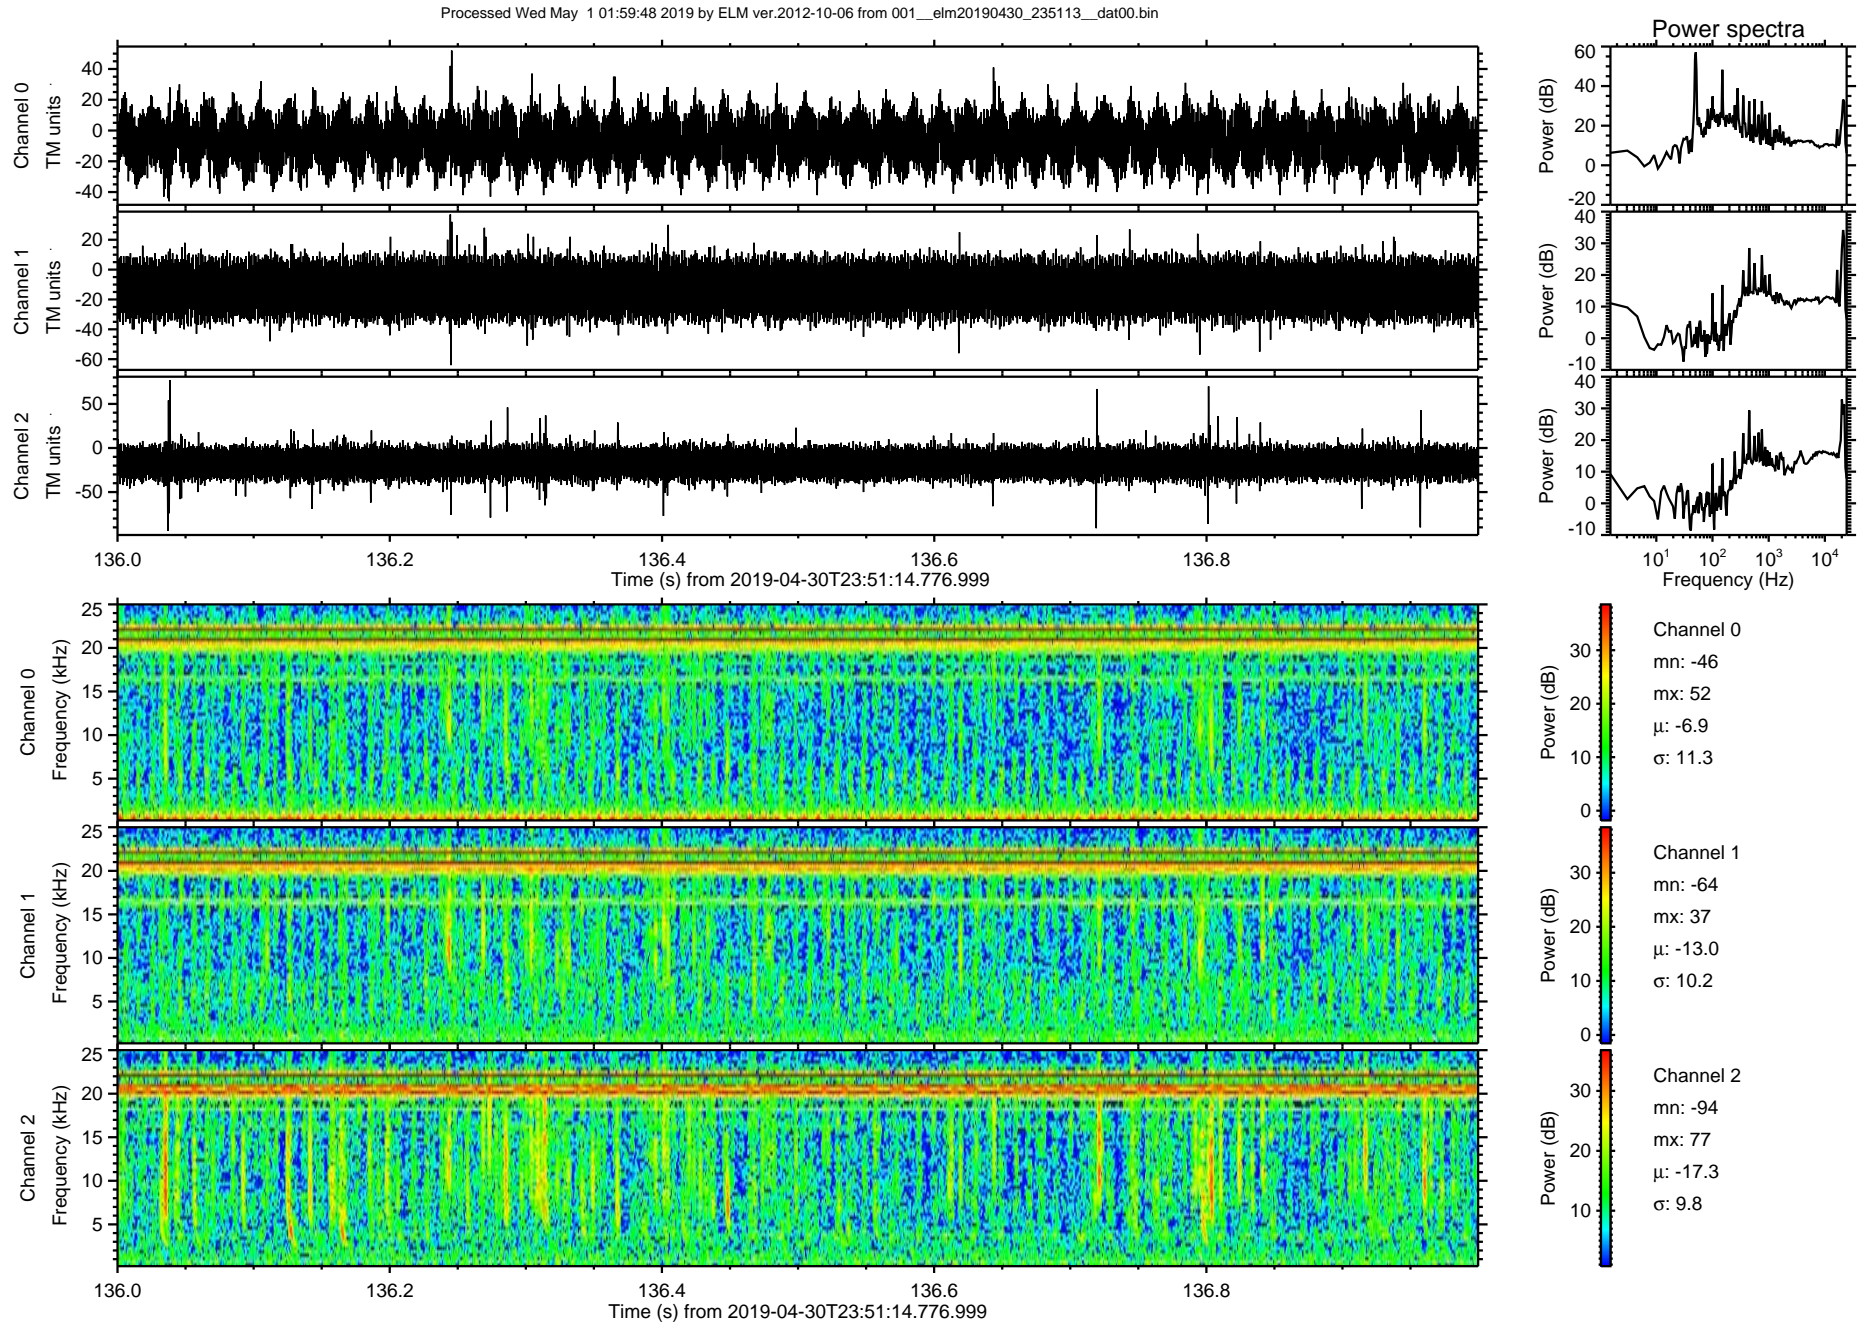 Processed Wed May  1 01:59:48 2019 by ELM ver.2012-10-06 from 001__elm20190430_235113__dat00.bin
Power spectra
Channel 0
TM units
40
20
0
-20
-40
Power (dB)
60
40
20
0
-20
Channel 1
TM units
20
0
-20
-40
-60
Power (dB)
40
30
20
10
0
-10
Channel 2
TM units
50
0
-50
Power (dB)
40
30
20
10
0
-10
136.0 136.2 136.4 136.6 136.8
Time (s) from 2019-04-30T23:51:14.776.999
10^1 10^2 10^3 10^4
Frequency (Hz)
Channel 0
Frequency (kHz)
25
20
15
10
5
Power (dB)
30
20
10
0
Channel 0
mn: -46
mx: 52
μ: -6.9
σ: 11.3
Channel 1
Frequency (kHz)
25
20
15
10
5
Power (dB)
30
20
10
0
Channel 1
mn: -64
mx: 37
μ: -13.0
σ: 10.2
Channel 2
Frequency (kHz)
25
20
15
10
5
Power (dB)
30
20
10
Channel 2
mn: -94
mx: 77
μ: -17.3
σ: 9.8
136.0 136.2 136.4 136.6 136.8
Time (s) from 2019-04-30T23:51:14.776.999